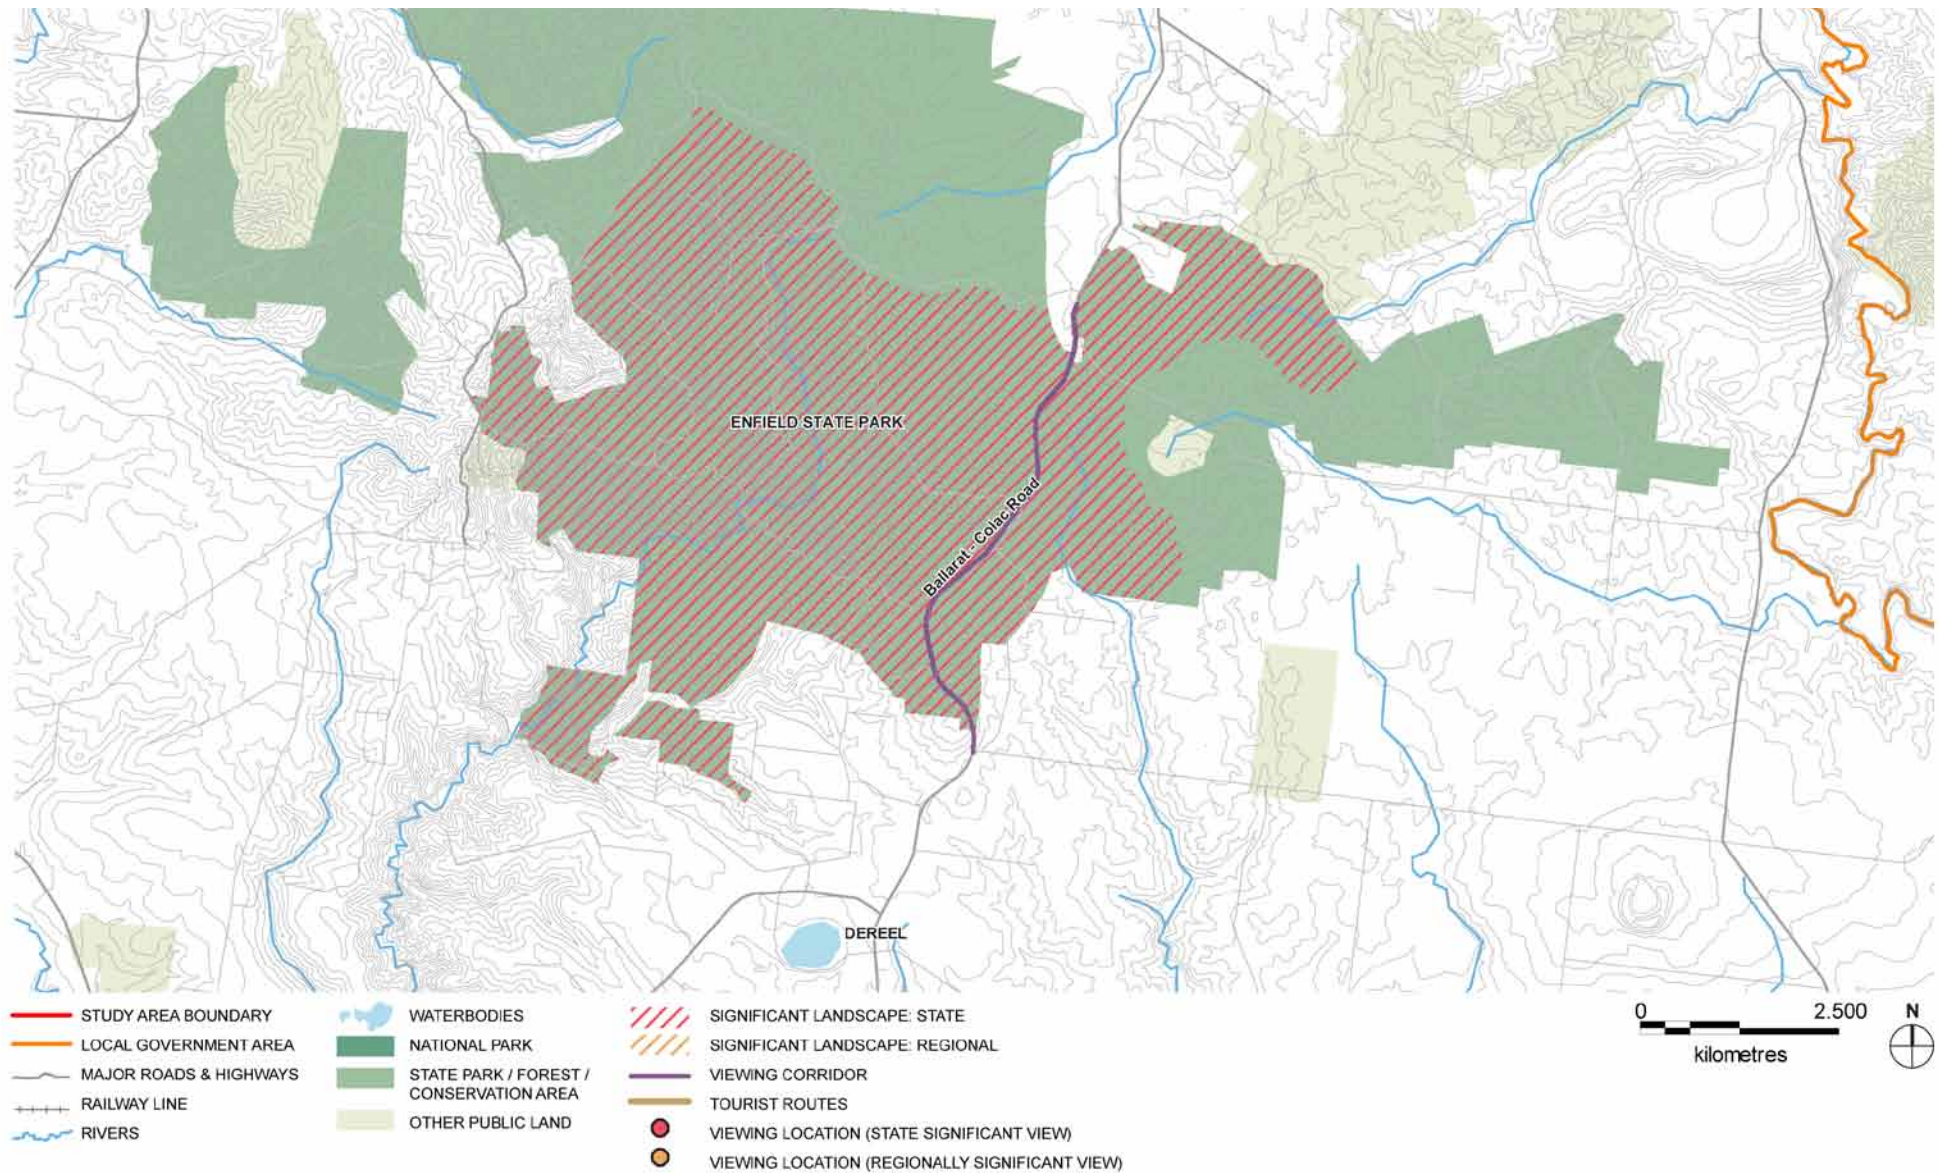 ENFIELD STATE PARK
Ballarat - Colac Road
DEREEL
STUDY AREA BOUNDARY
LOCAL GOVERNMENT AREA
MAJOR ROADS & HIGHWAYS
RAILWAY LINE
RIVERS
WATERBODIES
NATIONAL PARK
STATE PARK / FOREST /
CONSERVATION AREA
OTHER PUBLIC LAND
SIGNIFICANT LANDSCAPE: STATE
SIGNIFICANT LANDSCAPE: REGIONAL
VIEWING CORRIDOR
TOURIST ROUTES
VIEWING LOCATION (STATE SIGNIFICANT VIEW)
VIEWING LOCATION (REGIONALLY SIGNIFICANT VIEW)
0 2.500
kilometres
N